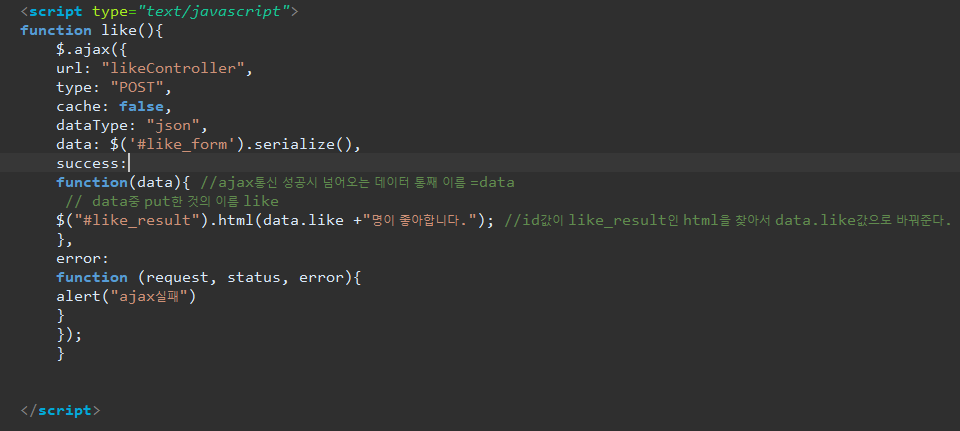 <script type="text/javascript">
function like(){
$.ajax({
url: "likeController",
type: "POST",
cache: false,
dataType: "json",
data: $('#like_form').serialize(),
success:
function(data){ //ajax통신 성공시 넘어오는 데이터 통째 이름 =data
// data중 put한 것의 이름 like
$("#like_result").html(data.like +"명이 좋아합니다."); //id값이 like_result인 html을 찾아서 data.like값으로 바꿔준다.
},
error:
function (request, status, error){
alert("ajax실패")
}
});
}
</script>